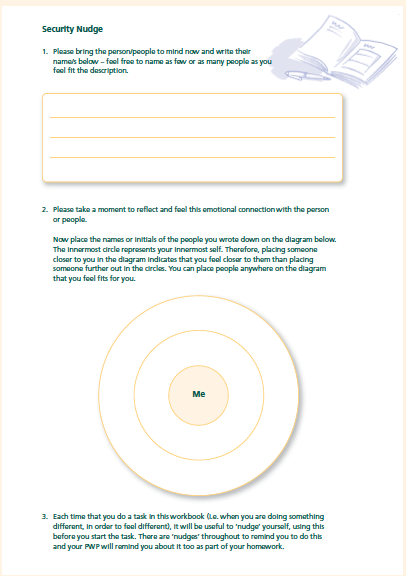 Security Nudge
1. Please bring the person/people to mind now and write their
name/s below – feel free to name as few or as many people as you
feel fit the description.
2. Please take a moment to reflect and feel this emotional connection with the person
or people.
Now place the names or initials of the people you wrote down on the diagram below.
The innermost circle represents your innermost self. Therefore, placing someone
closer to you in the diagram indicates that you feel closer to them than placing
someone further out in the circles. You can place people anywhere on the diagram
that you feel fits for you.
Me
3. Each time that you do a task in this workbook (i.e. when you are doing something
different, in order to feel different), it will be useful to ‘nudge’ yourself, using this
before you start the task. There are ‘nudges’ throughout to remind you to do this
and your PWP will remind you about it too as part of your homework.